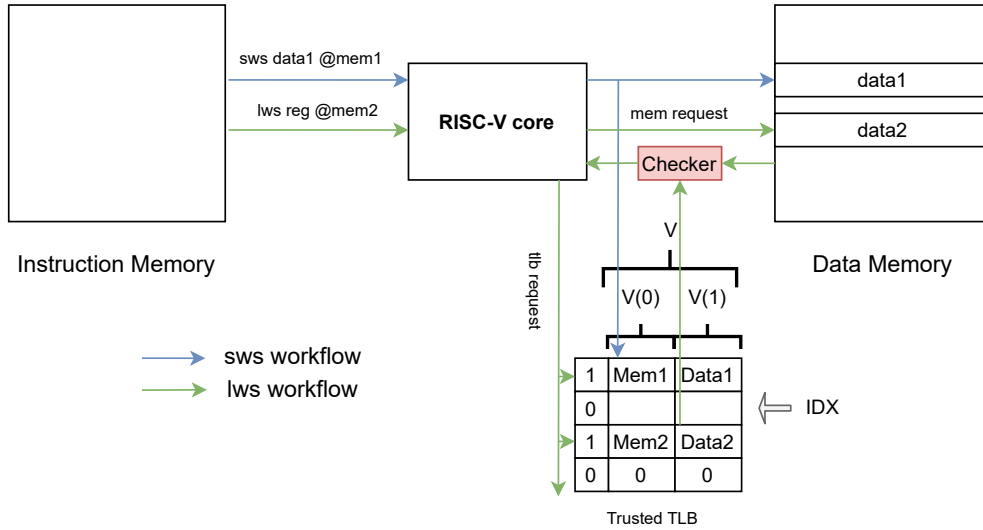 sws data1 @mem1
lws reg @mem2
RISC-V core
mem request
data1
data2
Checker
Instruction Memory
Data Memory
tlb request
V
V(0) V(1)
sws workflow
lws workflow
1 Mem1 Data1
0
1 Mem2 Data2
0 0 0
IDX
Trusted TLB